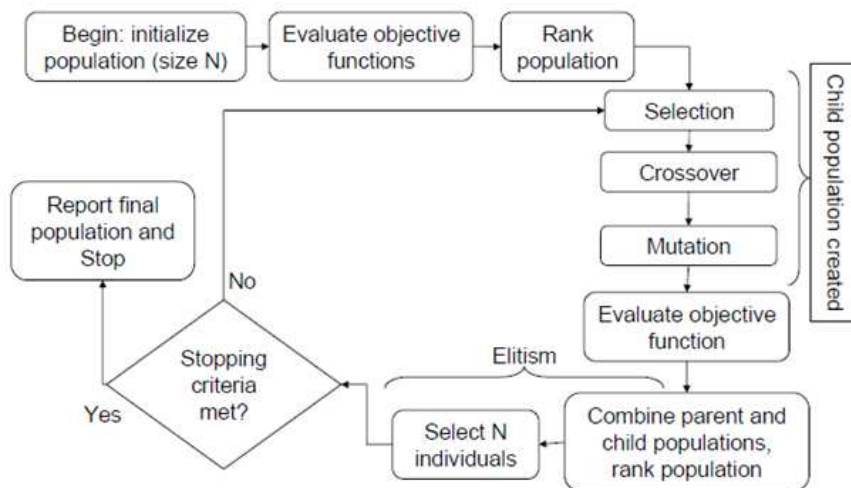 Begin: initialize
population (size N)
Evaluate objective
functions
Rank
population
Selection
Crossover
Mutation
Child population created
Evaluate objective
function
Combine parent and
child populations,
rank population
Elitism
Select N
individuals
Stopping
criteria
met?
No
Yes
Report final
population and
Stop